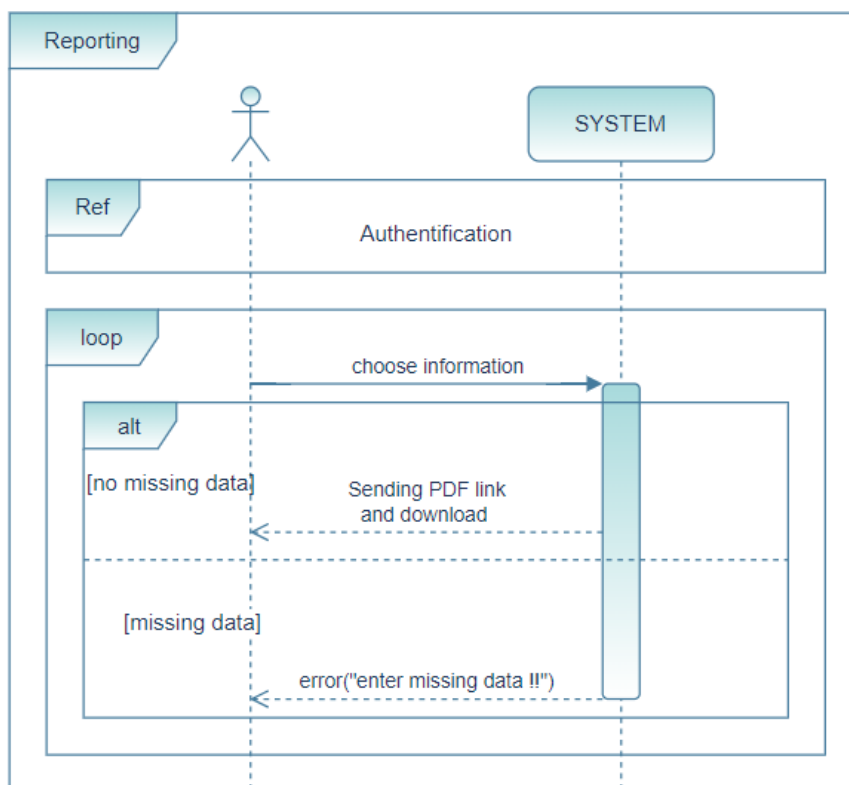 Reporting
SYSTEM
Ref
Authentification
loop
choose information
alt
[no missing data]
Sending PDF link
and download
[missing data]
error("enter missing data !!")